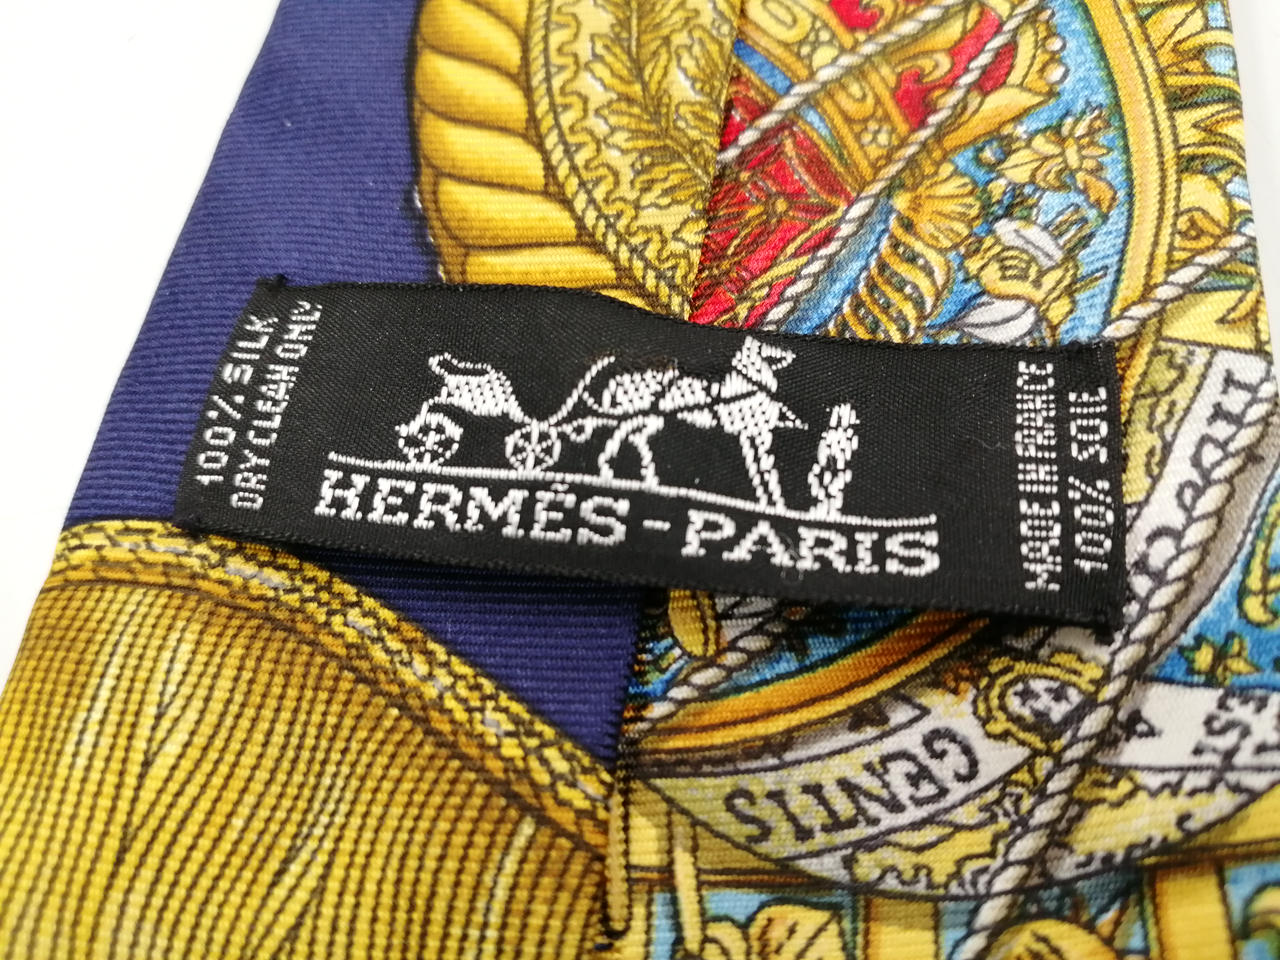 100% SILK
DRY CLEAN ONLY
HERMÈS-PARIS
MADE IN FRANCE
100% SOIE
GENTIS